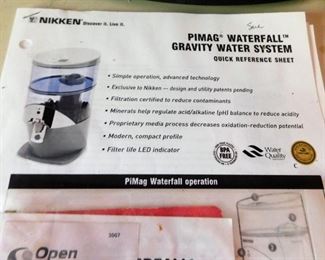 NIKKEN Discover it. Live it.
Save
PIMAG® WATERFALL™
GRAVITY WATER SYSTEM
QUICK REFERENCE SHEET
• Simple operation, advanced technology
• Exclusive to Nikken — design and utility patents pending
• Filtration certified to reduce contaminants
• Minerals help regulate acid/alkaline (pH) balance to reduce acidity
• Proprietary media process decreases oxidation-reduction potential
• Modern, compact profile
• Filter life LED indicator
BPA
FREE
Water
Quality
PiMag Waterfall operation
3667
Open